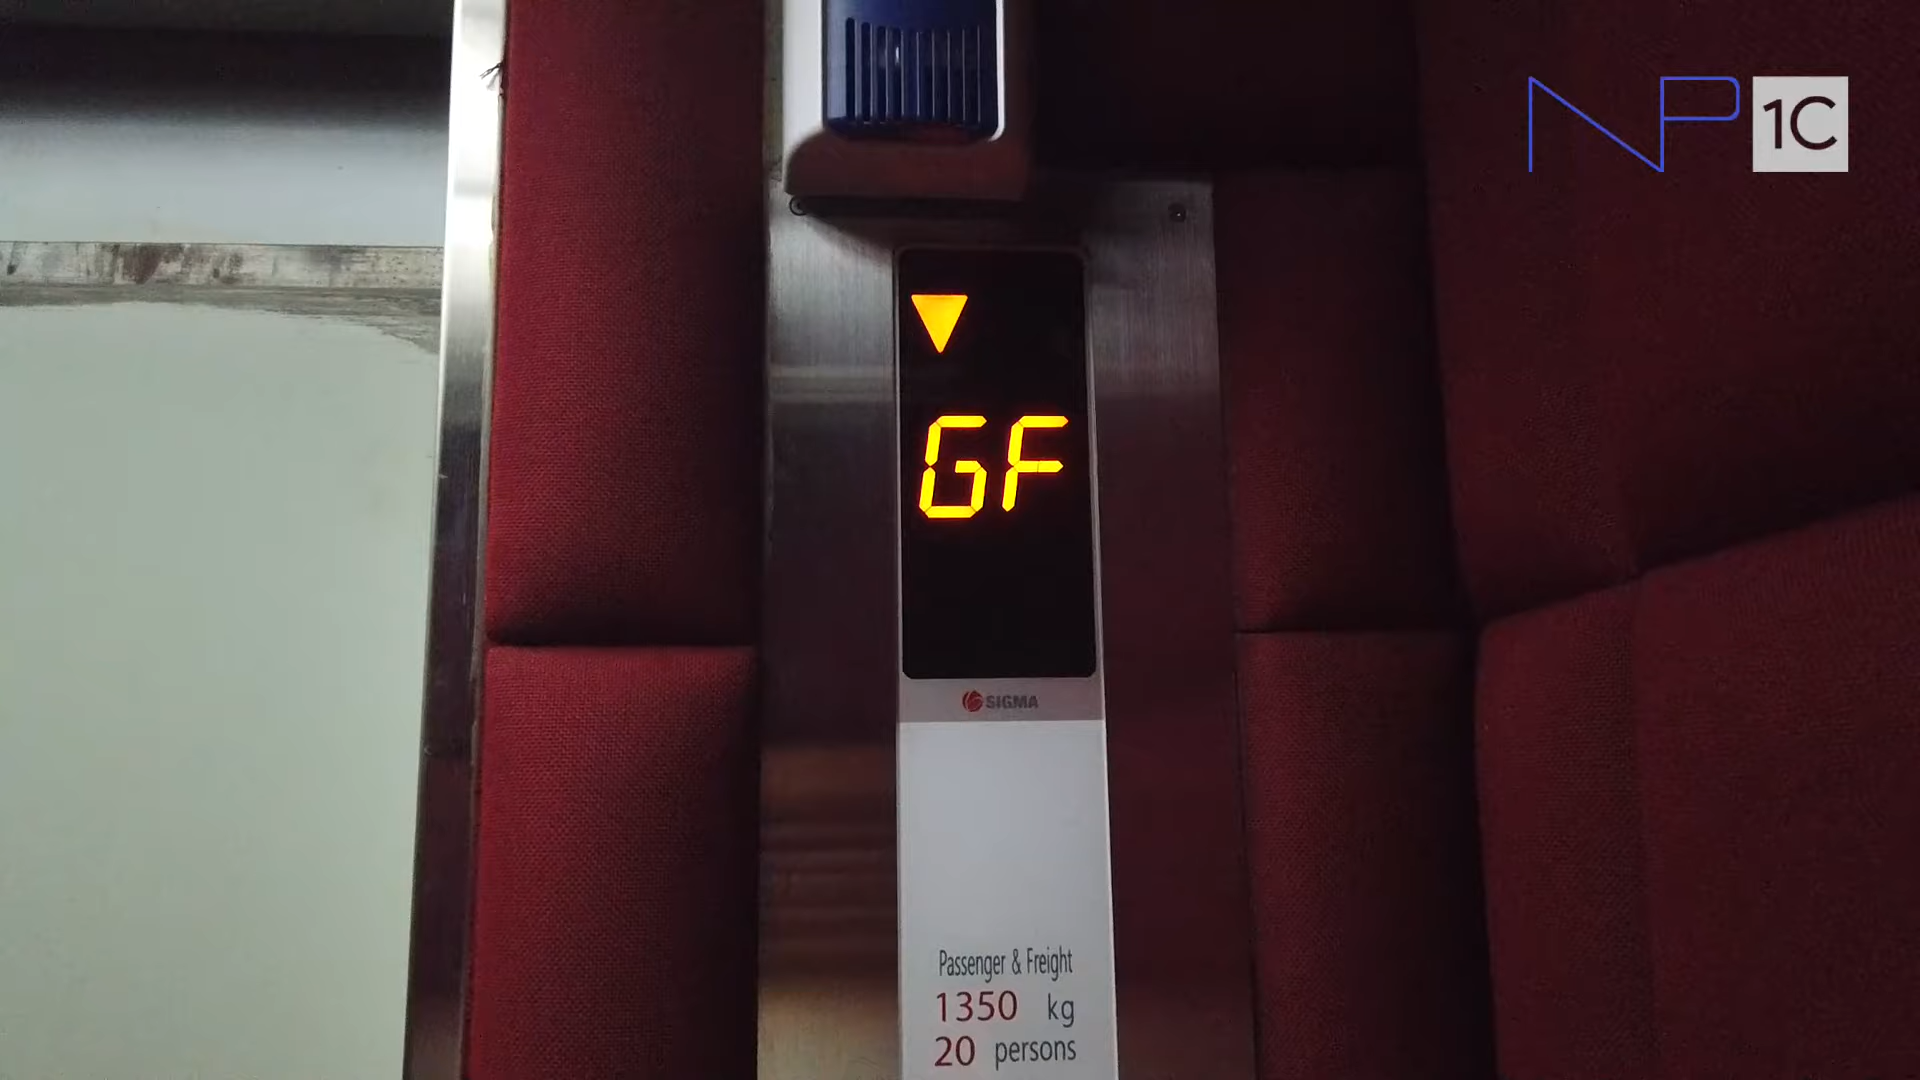 NP 1C
GF
SIGMA
Passenger & Freight
1350 kg
20 persons